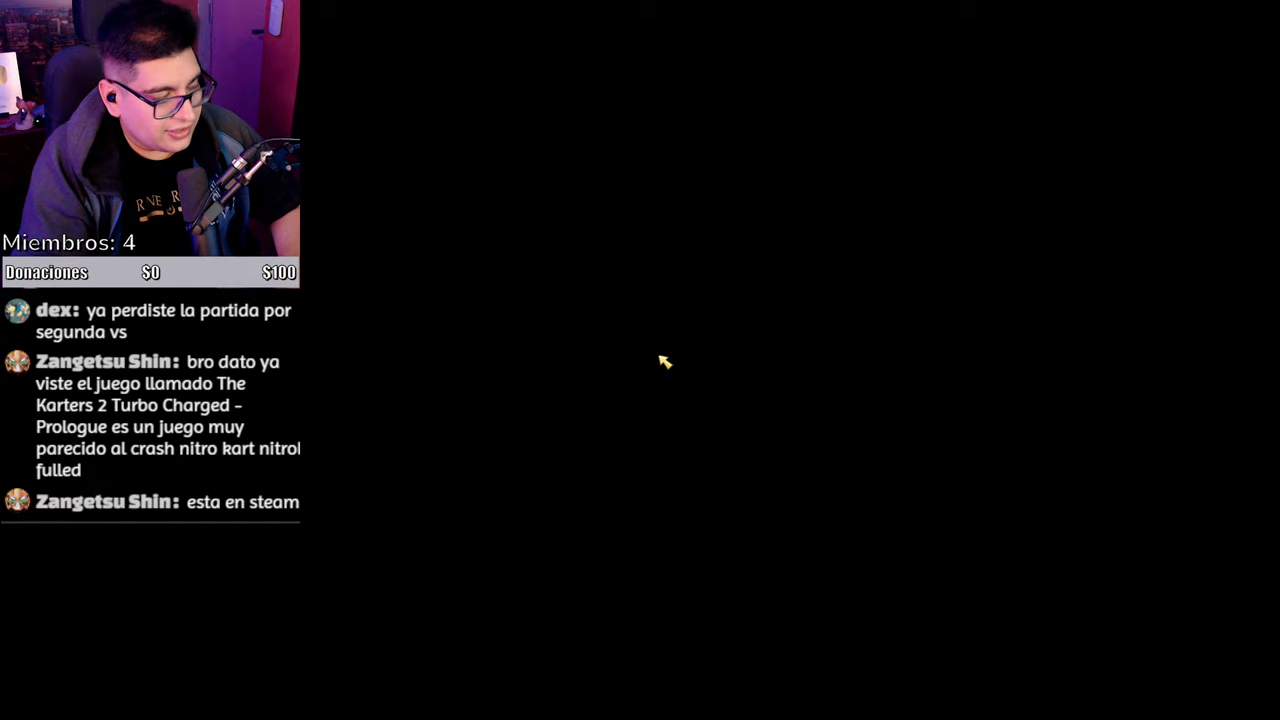 Miembros: 4
Donaciones $0 $100
dex: ya perdiste la partida por
segunda vs
Zangetsu Shin: bro dato ya
viste el juego llamado The
Karters 2 Turbo Charged -
Prologue es un juego muy
parecido al crash nitro kart nitrol
fulled
Zangetsu Shin: esta en steam